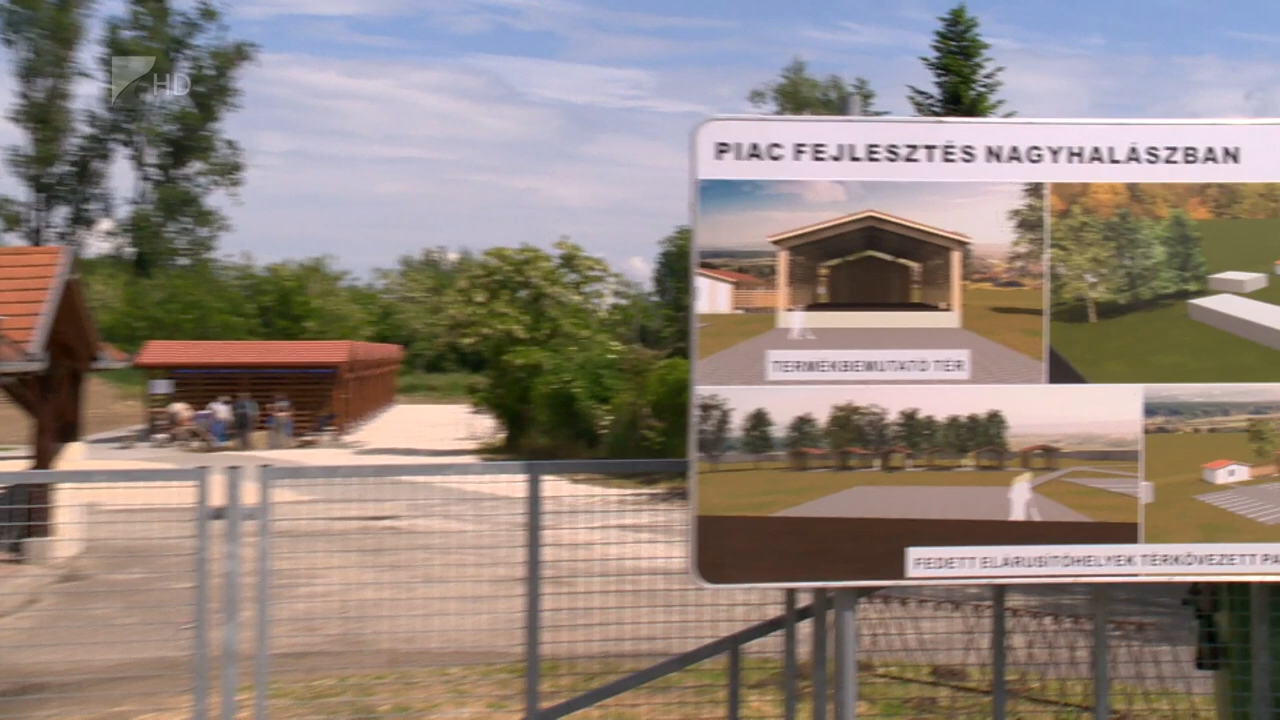 HD
PIAC FEJLESZTÉS NAGYHALÁSZBAN
TERMÉKBEMUTATÓ TÉR
FEDETT ELÁRUSÍTÓHELYEK TÉRKÖVEZETT